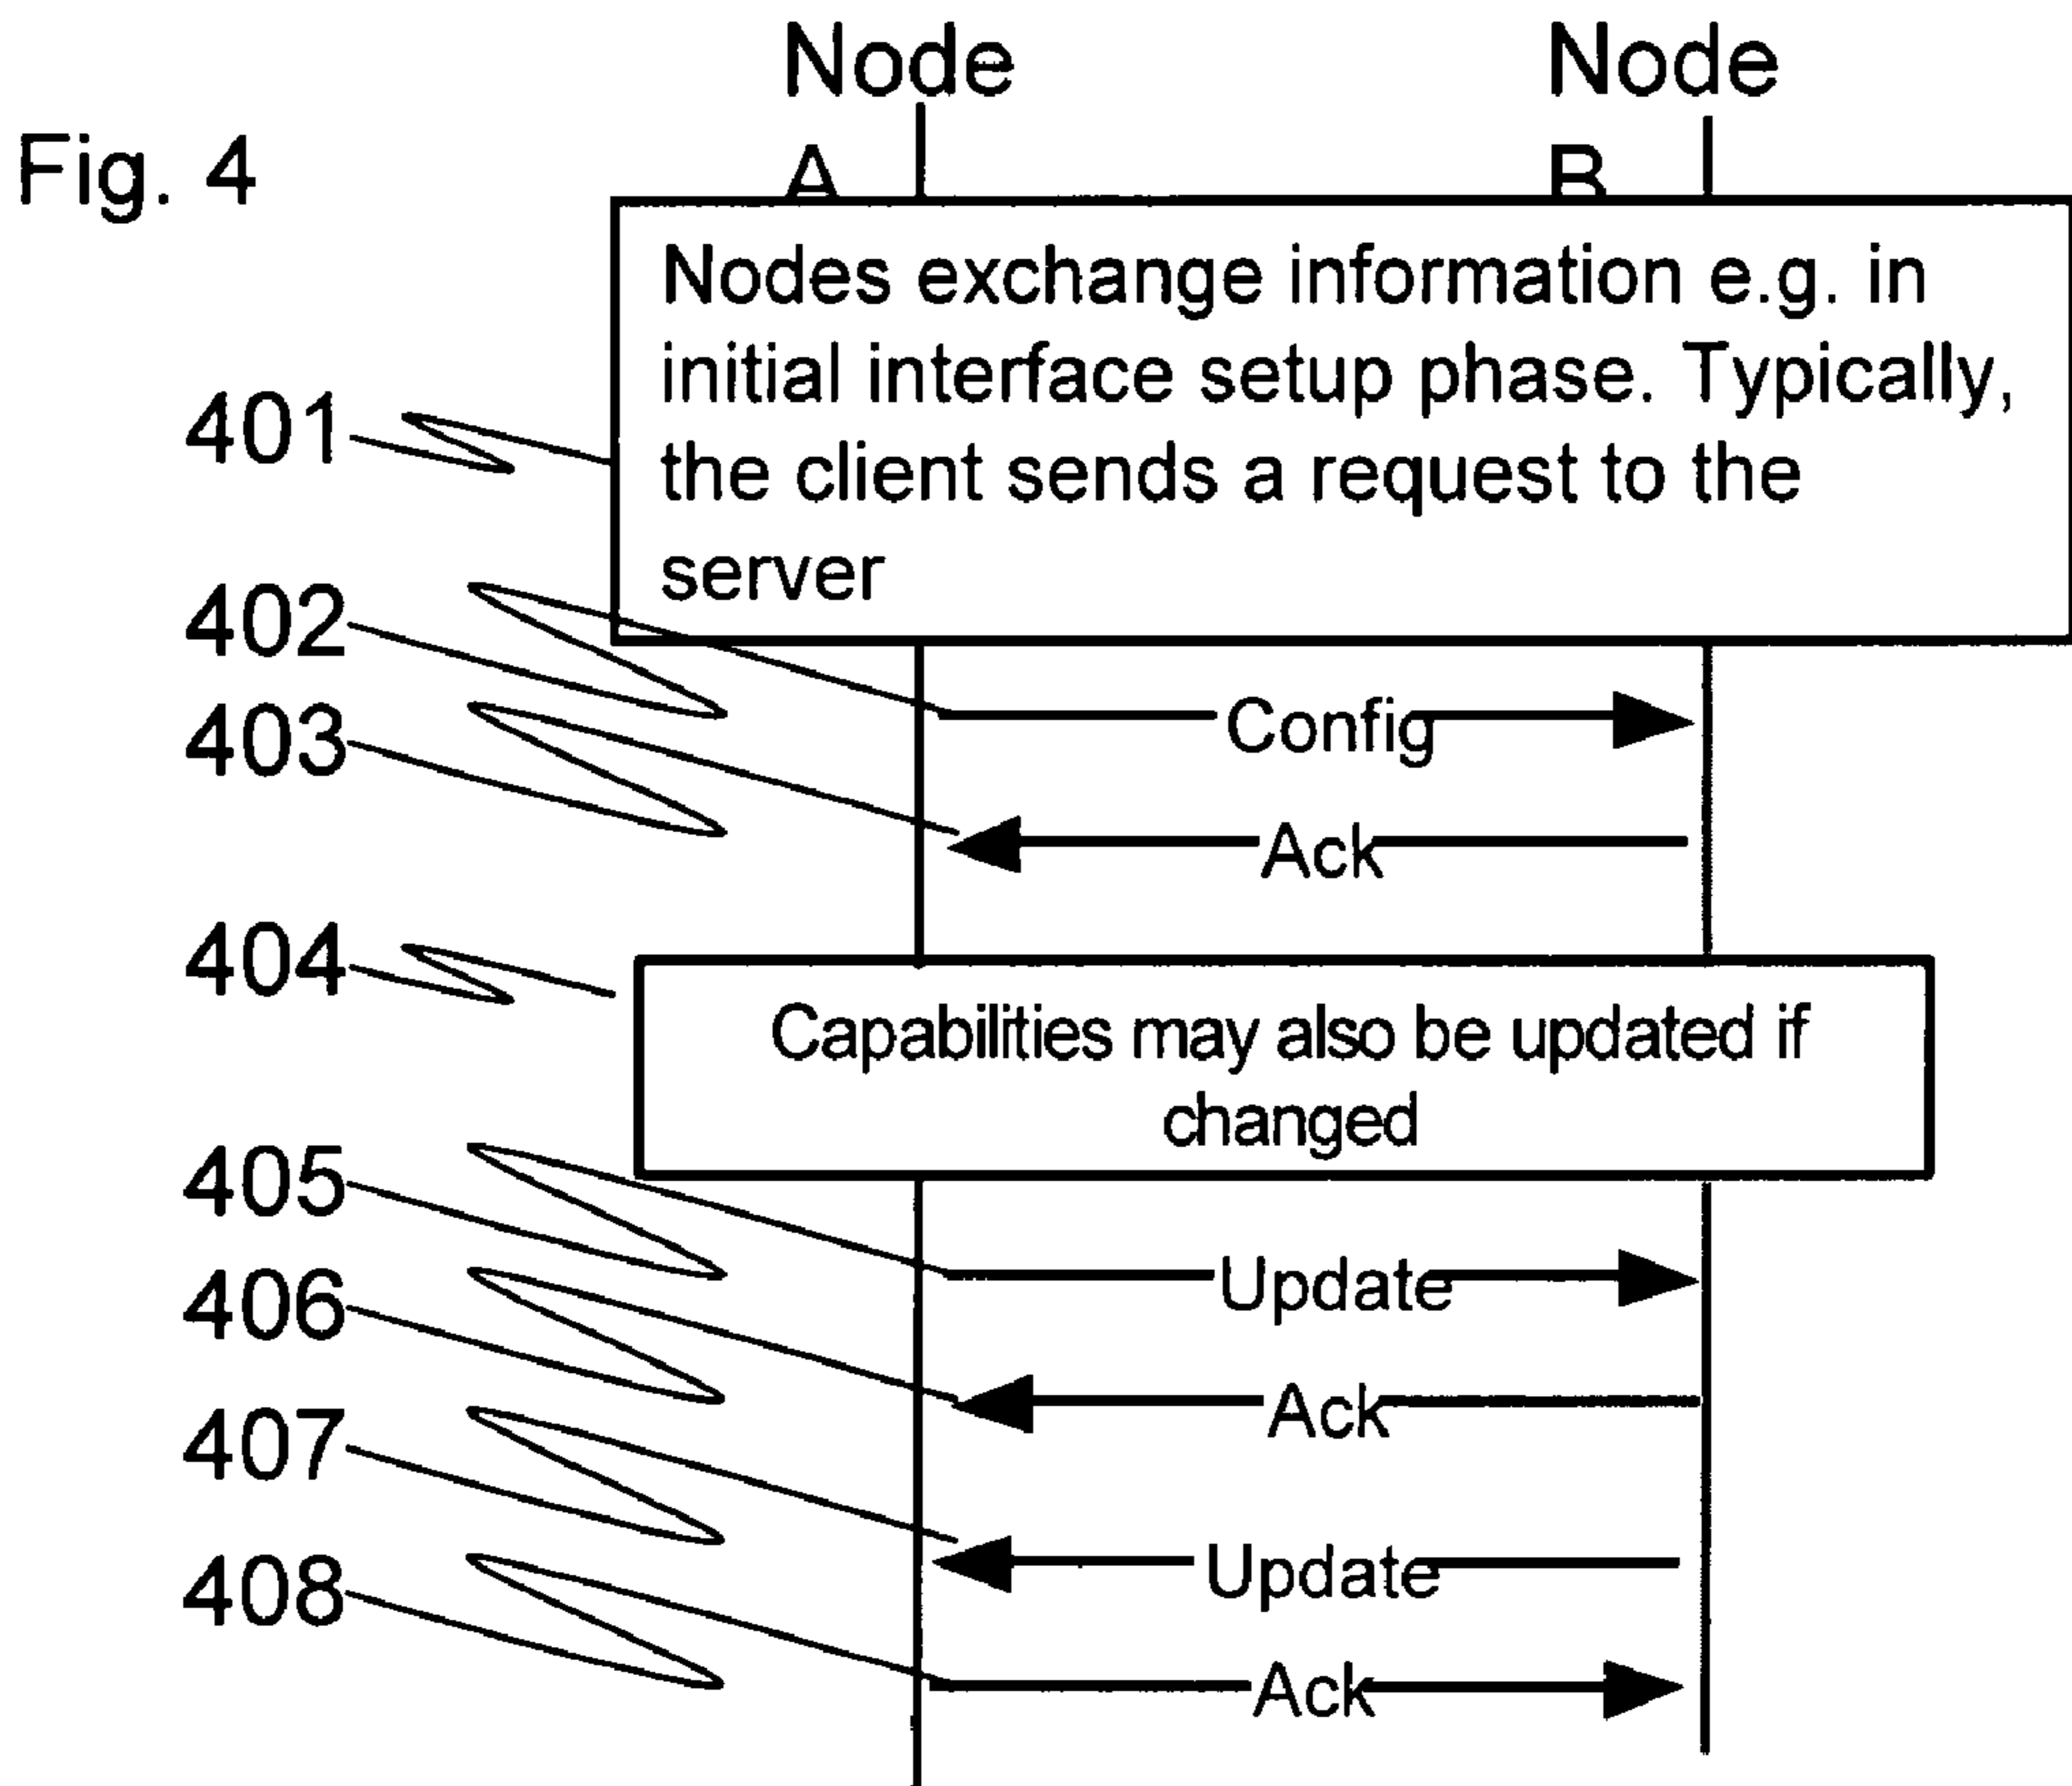 Node Node
Fig. 4 A B
Nodes exchange information e.g. in
initial interface setup phase. Typically,
401 the client sends a request to the
server
402
Config
403
Ack
404
Capabilities may also be updated if
changed
405
Update
406
Ack
407
Update
408
Ack